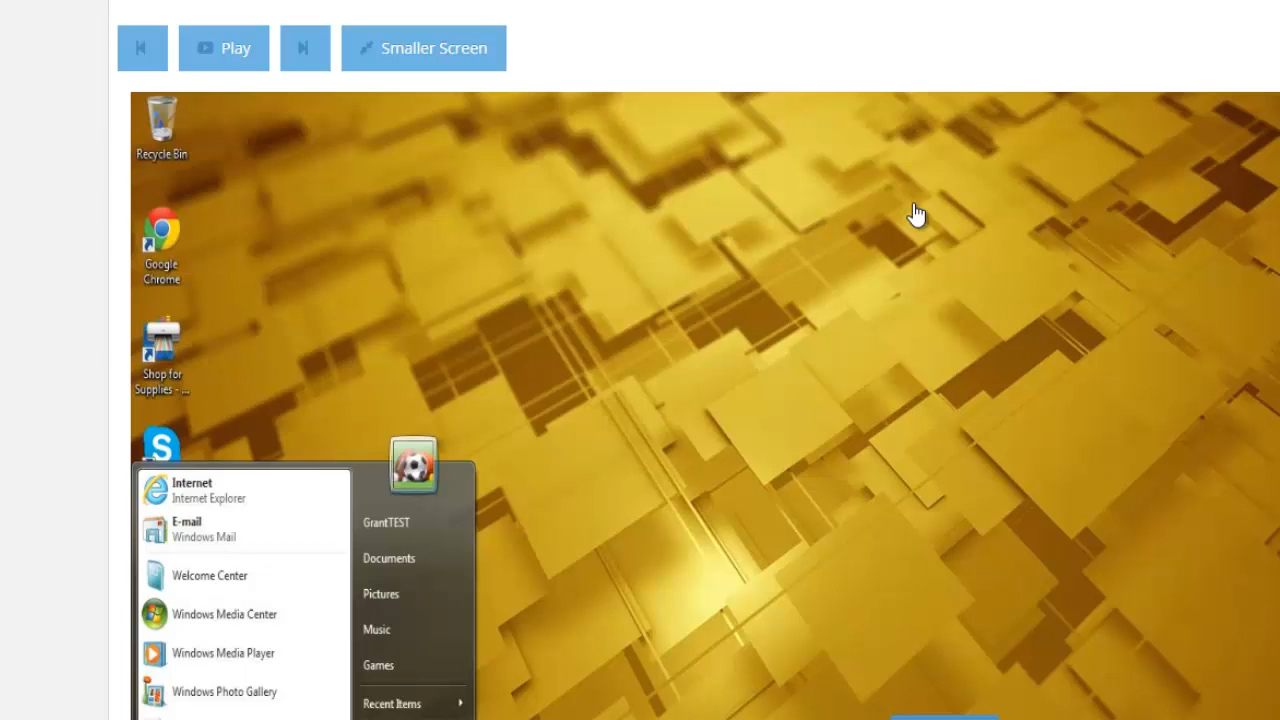 Play
Smaller Screen
Recycle Bin
Google
Chrome
Shop for
Supplies - ...
Internet
Internet Explorer
E-mail
Windows Mail
Welcome Center
Windows Media Center
Windows Media Player
Windows Photo Gallery
GrantTEST
Documents
Pictures
Music
Games
Recent Items